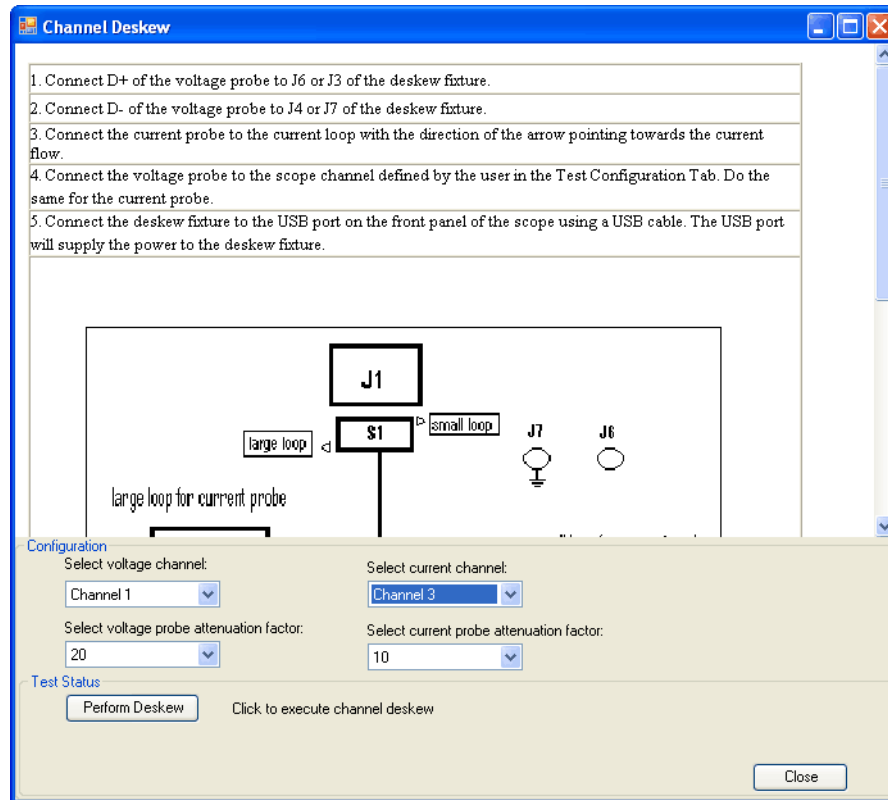 Channel Deskew
1. Connect D+ of the voltage probe to J6 or J3 of the deskew fixture.
2. Connect D- of the voltage probe to J4 or J7 of the deskew fixture.
3. Connect the current probe to the current loop with the direction of the arrow pointing towards the current
flow.
4. Connect the voltage probe to the scope channel defined by the user in the Test Configuration Tab. Do the
same for the current probe.
5. Connect the deskew fixture to the USB port on the front panel of the scope using a USB cable. The USB port
will supply the power to the deskew fixture.
J1
S1
small loop
large loop
J7
J6
large loop for current probe
Configuration
Select voltage channel:
Select current channel:
Channel 1
Channel 3
Select voltage probe attenuation factor:
Select current probe attenuation factor:
20
10
Test Status
Perform Deskew
Click to execute channel deskew
Close